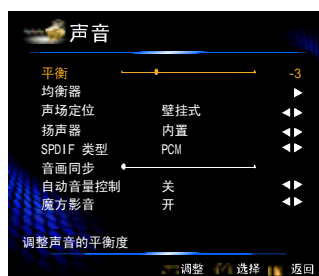 声音
平衡 -3
均衡器
声场定位 壁挂式
扬声器 内置
SPDIF 类型 PCM
音画同步
自动音量控制 关
魔方影音 开
调整声音的平衡度
调整 选择 返回